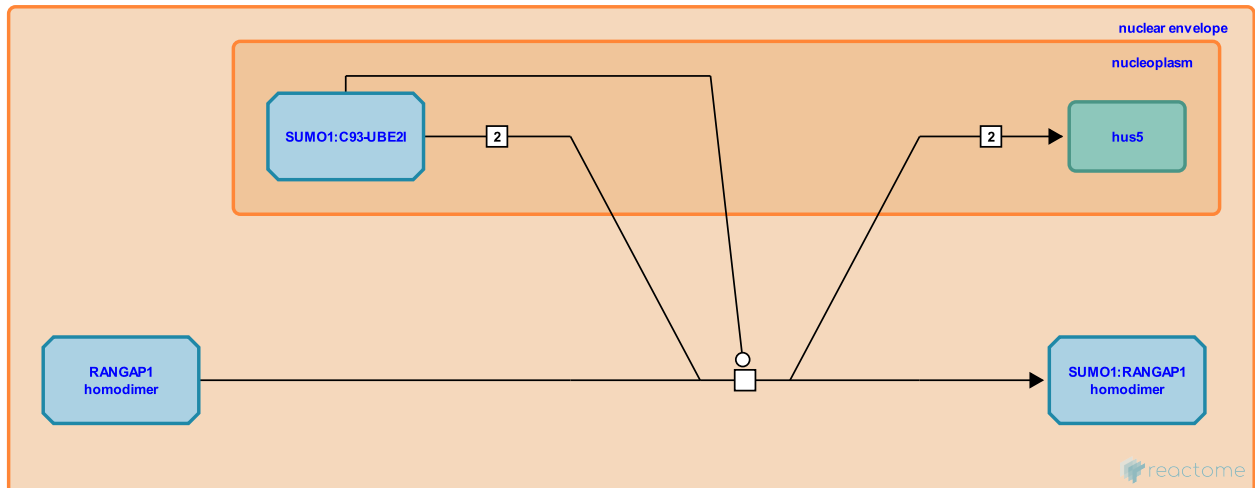 nuclear envelope
nucleoplasm
SUMO1:C93-UBE2I
2
2
hus5
RANGAP1
homodimer
SUMO1:RANGAP1
homodimer
reactome